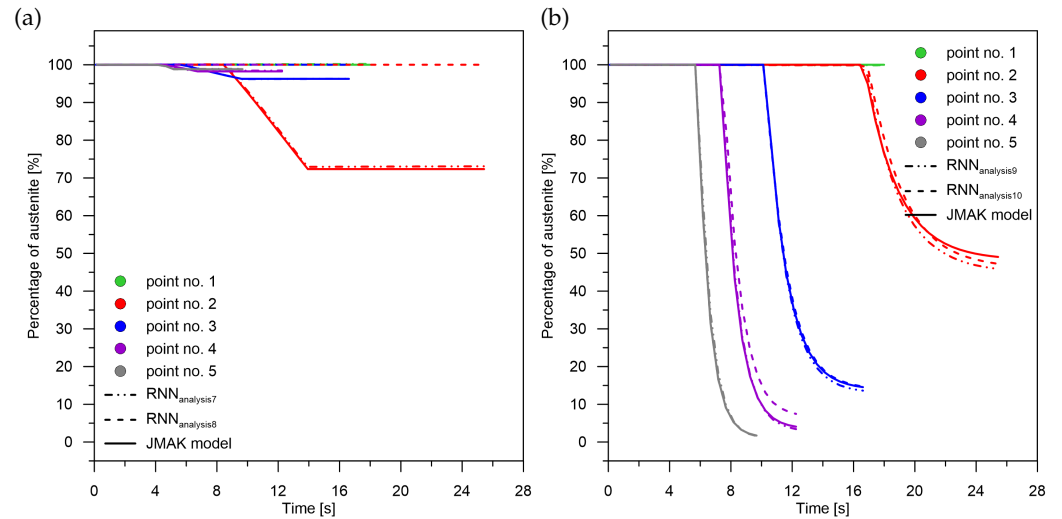 (a)
(b)
Percentage of austenite [%]
100
90
80
70
60
50
40
30
20
10
0
0 4 8 12 16 20 24 28
Time [s]
point no. 1
point no. 2
point no. 3
point no. 4
point no. 5
RNNanalysis7
RNNanalysis8
JMAK model
Percentage of austenite [%]
100
90
80
70
60
50
40
30
20
10
0
0 4 8 12 16 20 24 28
Time [s]
point no. 1
point no. 2
point no. 3
point no. 4
point no. 5
RNNanalysis9
RNNanalysis10
JMAK model